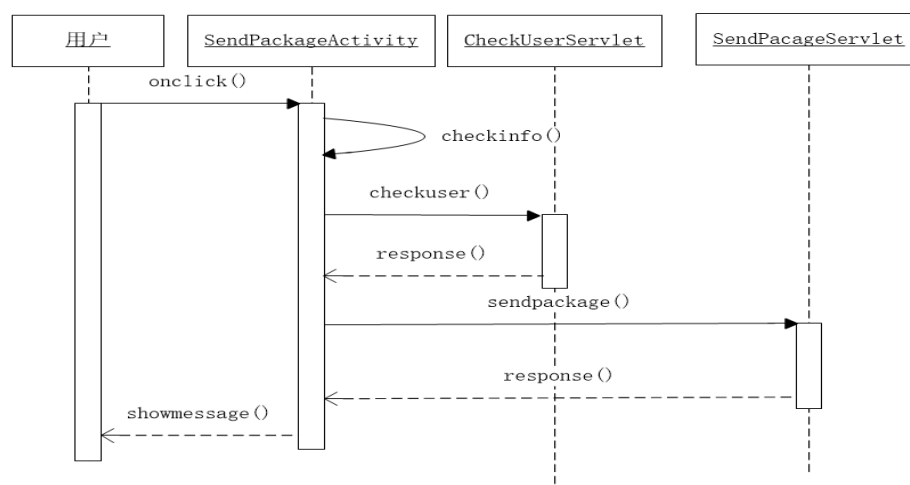 用户
SendPackageActivity
CheckUserServlet
SendPacageServlet
onclick()
checkinfo()
checkuser()
response()
sendpackage()
response()
showmessage()